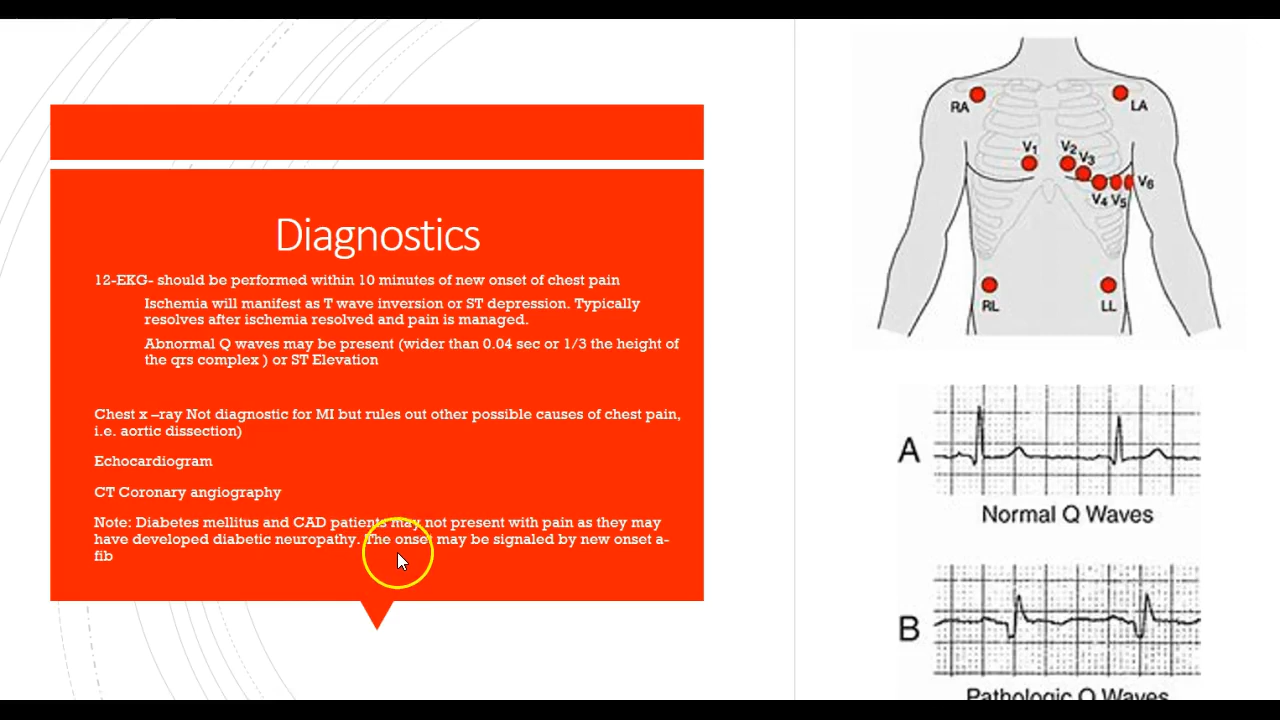 Diagnostics
12-EKG- should be performed within 10 minutes of new onset of chest pain
Ischemia will manifest as T wave inversion or ST depression. Typically
resolves after ischemia resolved and pain is managed.
Abnormal Q waves may be present (wider than 0.04 sec or 1/3 the height of
the qrs complex ) or ST Elevation
Chest x –ray Not diagnostic for MI but rules out other possible causes of chest pain,
i.e. aortic dissection)
Echocardiogram
CT Coronary angiography
Note: Diabetes mellitus and CAD patients may not present with pain as they may
have developed diabetic neuropathy. The onset may be signaled by new onset a-
fib
RA
LA
V1
V2
V3
V4
V5
V6
RL
LL
A
Normal Q Waves
B
Pathologic Q Waves